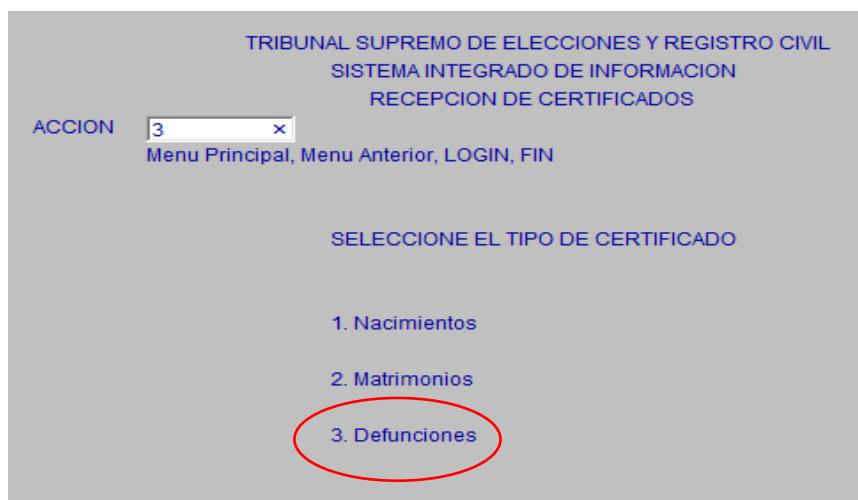 TRIBUNAL SUPREMO DE ELECCIONES Y REGISTRO CIVIL
SISTEMA INTEGRADO DE INFORMACION
RECEPCION DE CERTIFICADOS
ACCION 3 ×
Menu Principal, Menu Anterior, LOGIN, FIN
SELECCIONE EL TIPO DE CERTIFICADO
1. Nacimientos
2. Matrimonios
3. Defunciones